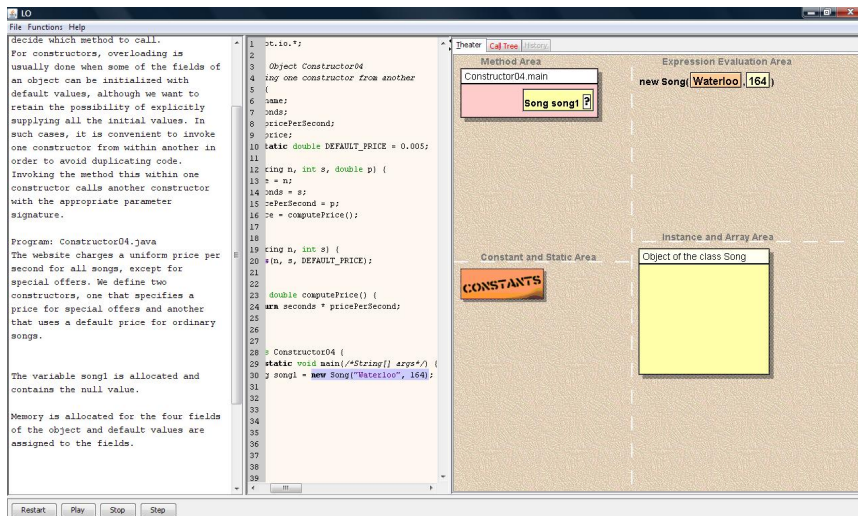 LO
File Functions Help
decide which method to call.
For constructors, overloading is
usually done when some of the fields of
an object can be initialized with
default values, although we want to
retain the possibility of explicitly
supplying all the initial values. In
such cases, it is convenient to invoke
one constructor from within another in
order to avoid duplicating code.
Invoking the method this within one
constructor calls another constructor
with the appropriate parameter
signature.
Program: Constructor04.java
The website charges a uniform price per
second for all songs, except for
special offers. We define two
constructors, one that specifies a
price for special offers and another
that uses a default price for ordinary
songs.
The variable song1 is allocated and
contains the null value.
Memory is allocated for the four fields
of the object and default values are
assigned to the fields.
1 pt.io.*;
2
3 Object Constructor04
4 ing one constructor from another
5 {
6 name;
7 onds;
8 pricePerSecond;
9 price;
10 tatic double DEFAULT_PRICE = 0.005;
11
12 ring n, int s, double p) {
13 e = n;
14 onds = s;
15 cePerSecond = p;
16 ce = computePrice();
17
18
19 ring n, int s) {
20 s(n, s, DEFAULT_PRICE);
21
22
23 double computePrice() {
24 urn seconds * pricePerSecond;
25
26
27
28 s Constructor04 {
29 static void main(/*String[] args*/) {
30 g song1 = new Song("Waterloo", 164);
31
32
33
34
35
36
37
38
39
Theater Call Tree History
Method Area
Constructor04.main
Song song1 ?
Expression Evaluation Area
new Song( Waterloo , 164 )
Constant and Static Area
CONSTANTS
Instance and Array Area
Object of the class Song
Restart Play Stop Step